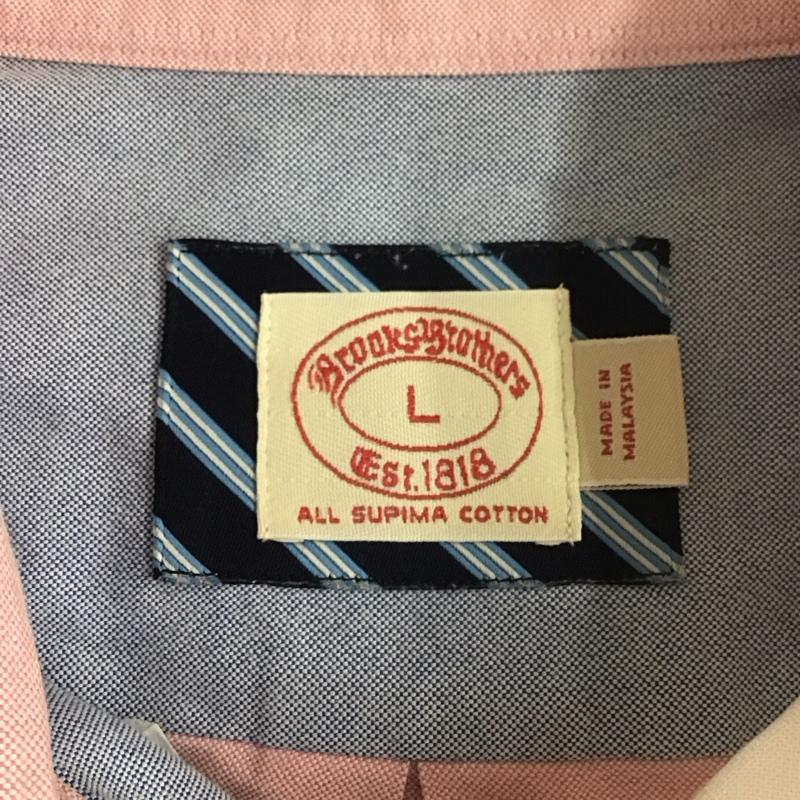 Brooks Brothers
L
Est. 1818
ALL SUPIMA COTTON
MADE IN
MALAYSIA